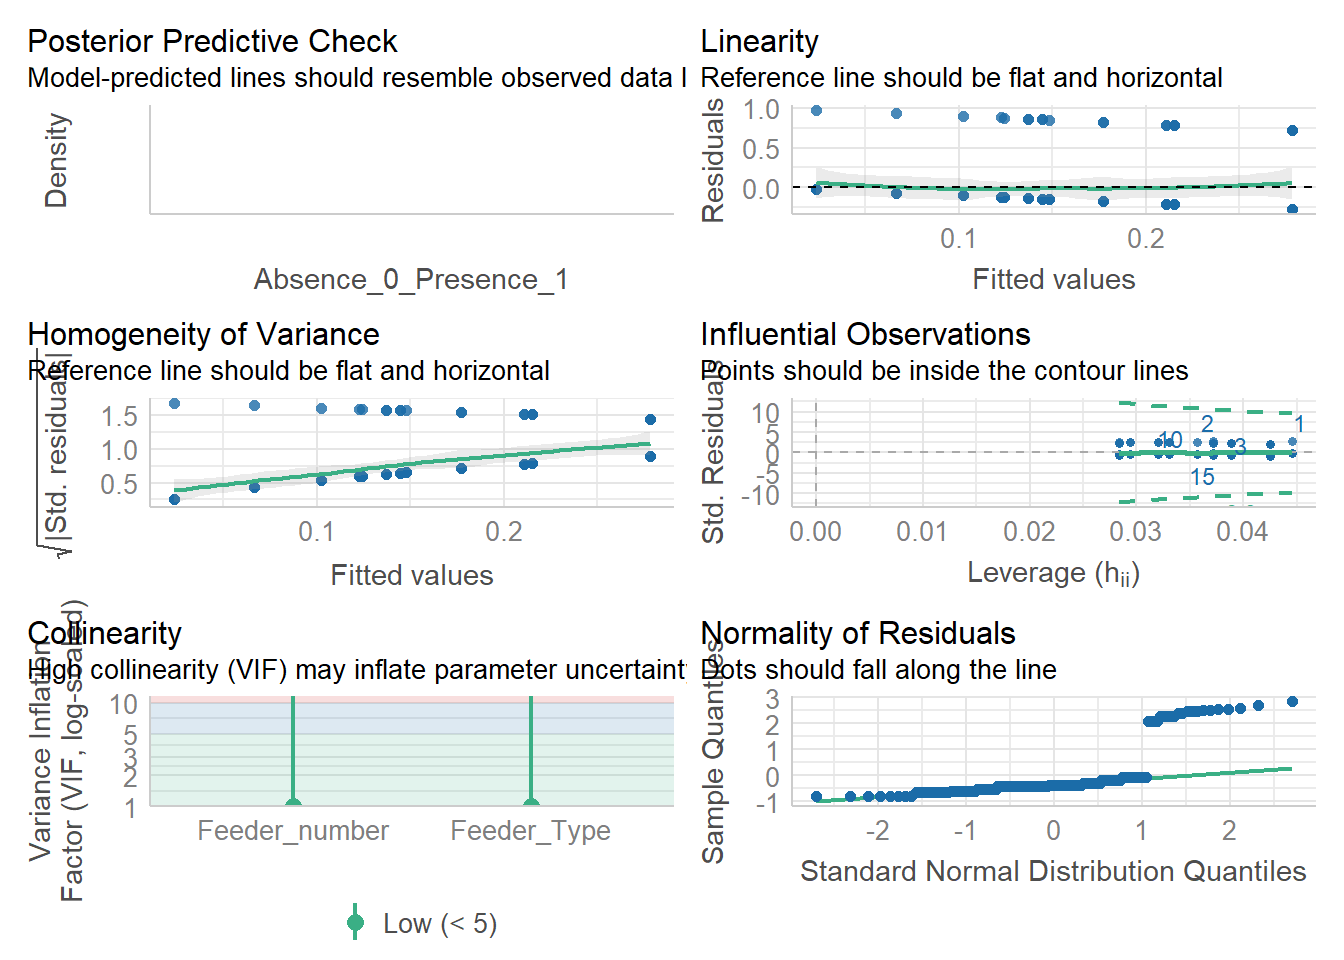 Posterior Predictive Check
Model-predicted lines should resemble observed data l
Density
Absence_0_Presence_1
Linearity
Reference line should be flat and horizontal
Residuals
1.0
0.5
0.0
0.1 0.2
Fitted values
Homogeneity of Variance
Reference line should be flat and horizontal
√|Std. residuals|
1.5
1.0
0.5
0.1 0.2
Fitted values
Influential Observations
Points should be inside the contour lines
Std. Residuals
10
5
0
-5
-10
2 1
10 3
15
0.00 0.01 0.02 0.03 0.04
Leverage (hii)
Collinearity
High collinearity (VIF) may inflate parameter uncertainty
Variance Inflation
Factor (VIF, log-scaled)
10
5
3
2
1
Feeder_number Feeder_Type
Low (< 5)
Normality of Residuals
Dots should fall along the line
Sample Quantiles
3
2
1
0
-1
-2 -1 0 1 2
Standard Normal Distribution Quantiles